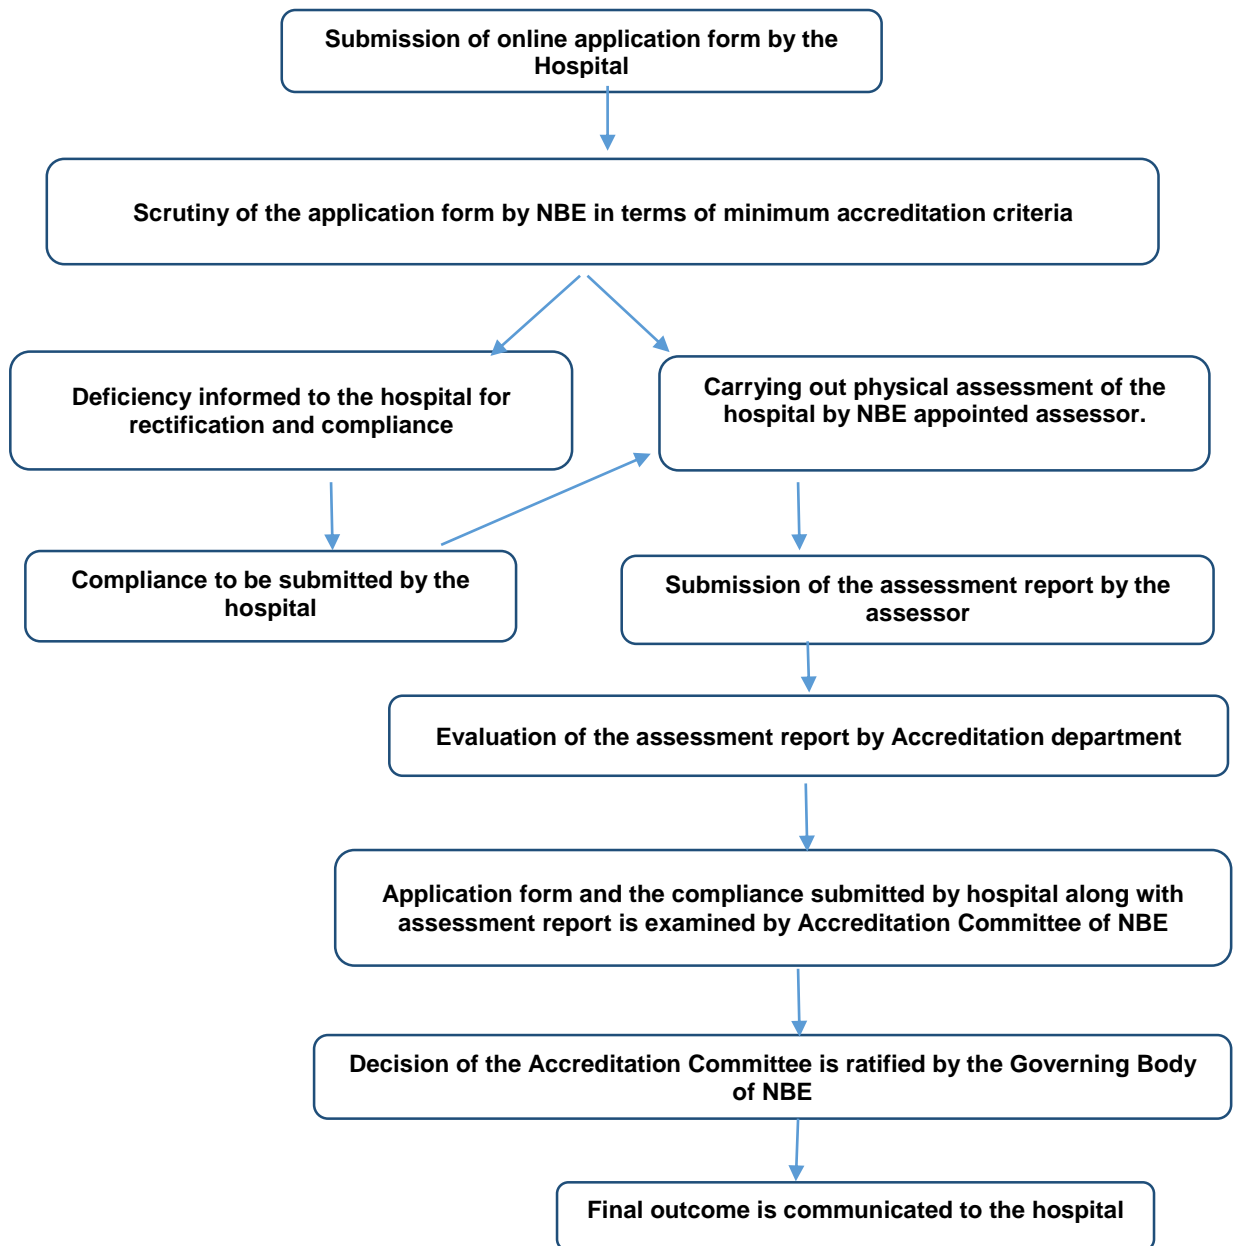 Submission of online application form by the
Hospital
Scrutiny of the application form by NBE in terms of minimum accreditation criteria
Deficiency informed to the hospital for
rectification and compliance
Carrying out physical assessment of the
hospital by NBE appointed assessor.
Compliance to be submitted by the
hospital
Submission of the assessment report by the
assessor
Evaluation of the assessment report by Accreditation department
Application form and the compliance submitted by hospital along with
assessment report is examined by Accreditation Committee of NBE
Decision of the Accreditation Committee is ratified by the Governing Body
of NBE
Final outcome is communicated to the hospital